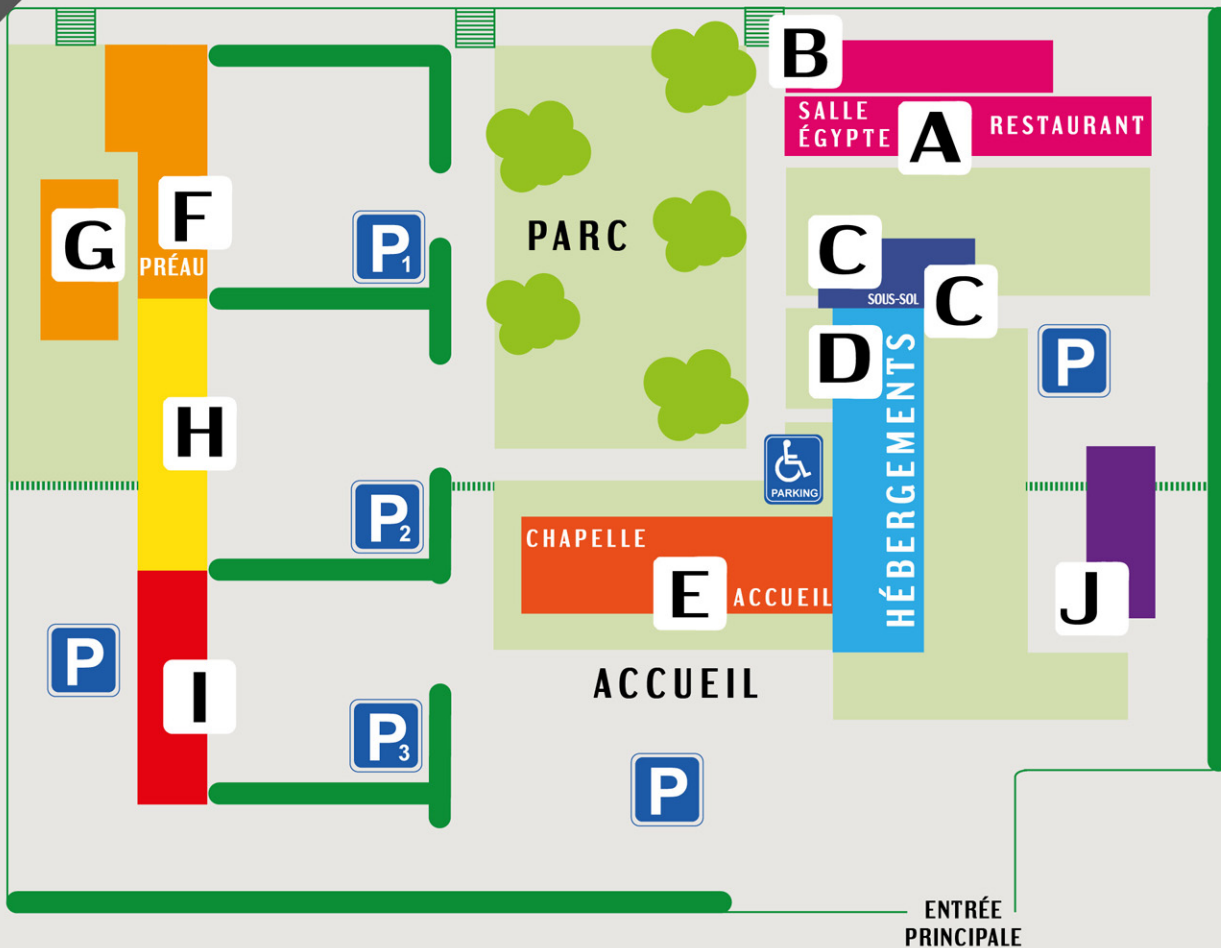 B
SALLE
ÉGYPTE
A
RESTAURANT
F
G
PRÉAU
P1
PARC
C
SOUS-SOL
C
D
HÉBERGEMENTS
P
H
PARKING
P2
CHAPELLE
E
ACCUEIL
J
P
I
ACCUEIL
P3
P
ENTRÉE
PRINCIPALE